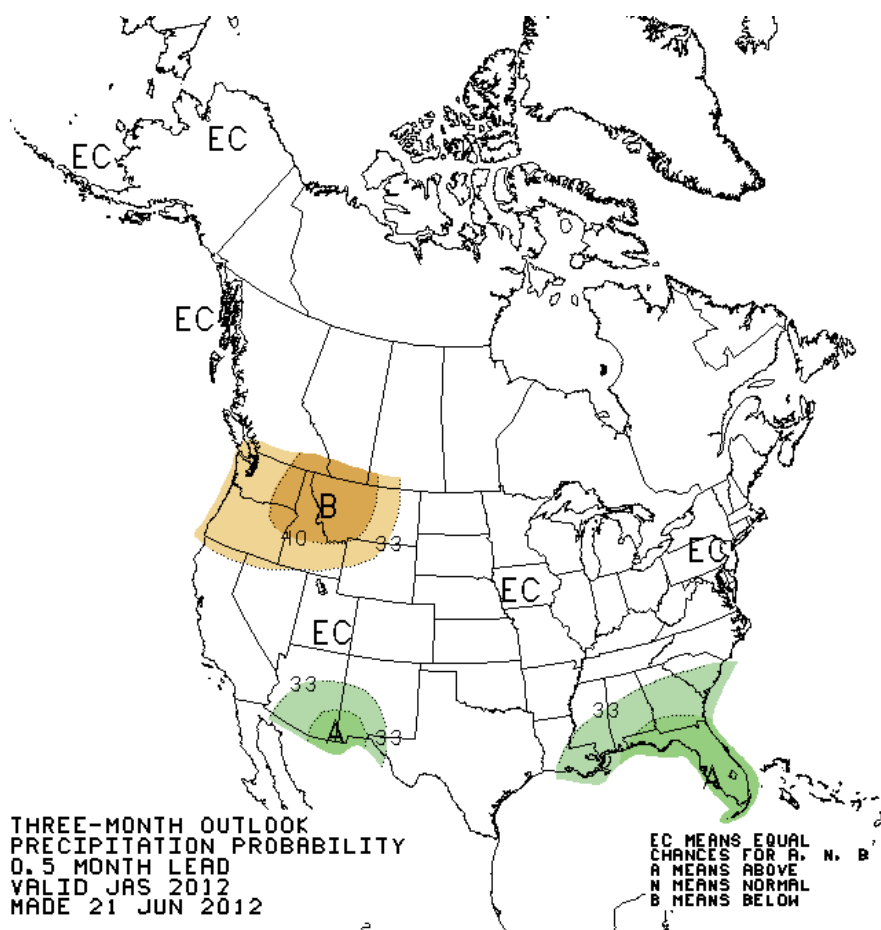 EC
EC
EC
B
40
33
EC
EC
EC
33
A
33
33
A
THREE-MONTH OUTLOOK
PRECIPITATION PROBABILITY
0.5 MONTH LEAD
VALID JAS 2012
MADE 21 JUN 2012
EC MEANS EQUAL
CHANCES FOR A, N, B
A MEANS ABOVE
N MEANS NORMAL
B MEANS BELOW